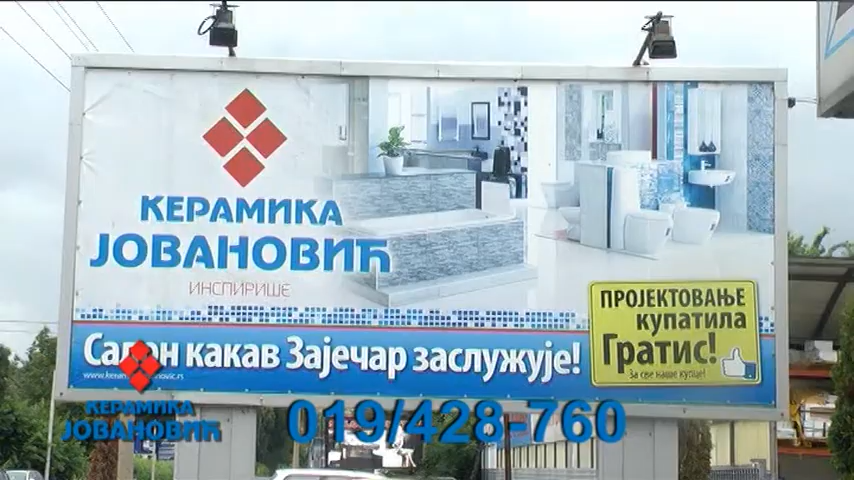 КЕРАМИКА
ЈОВАНОВИЋ
ИНСПИРИШЕ
ПРОЈЕКТОВАЊЕ
КУПАТИЛА
Гратис!
За све наше купце!
Салон какав Зајечар заслужује!
КЕРАМИКА
ЈОВАНОВИЋ
019/428-760